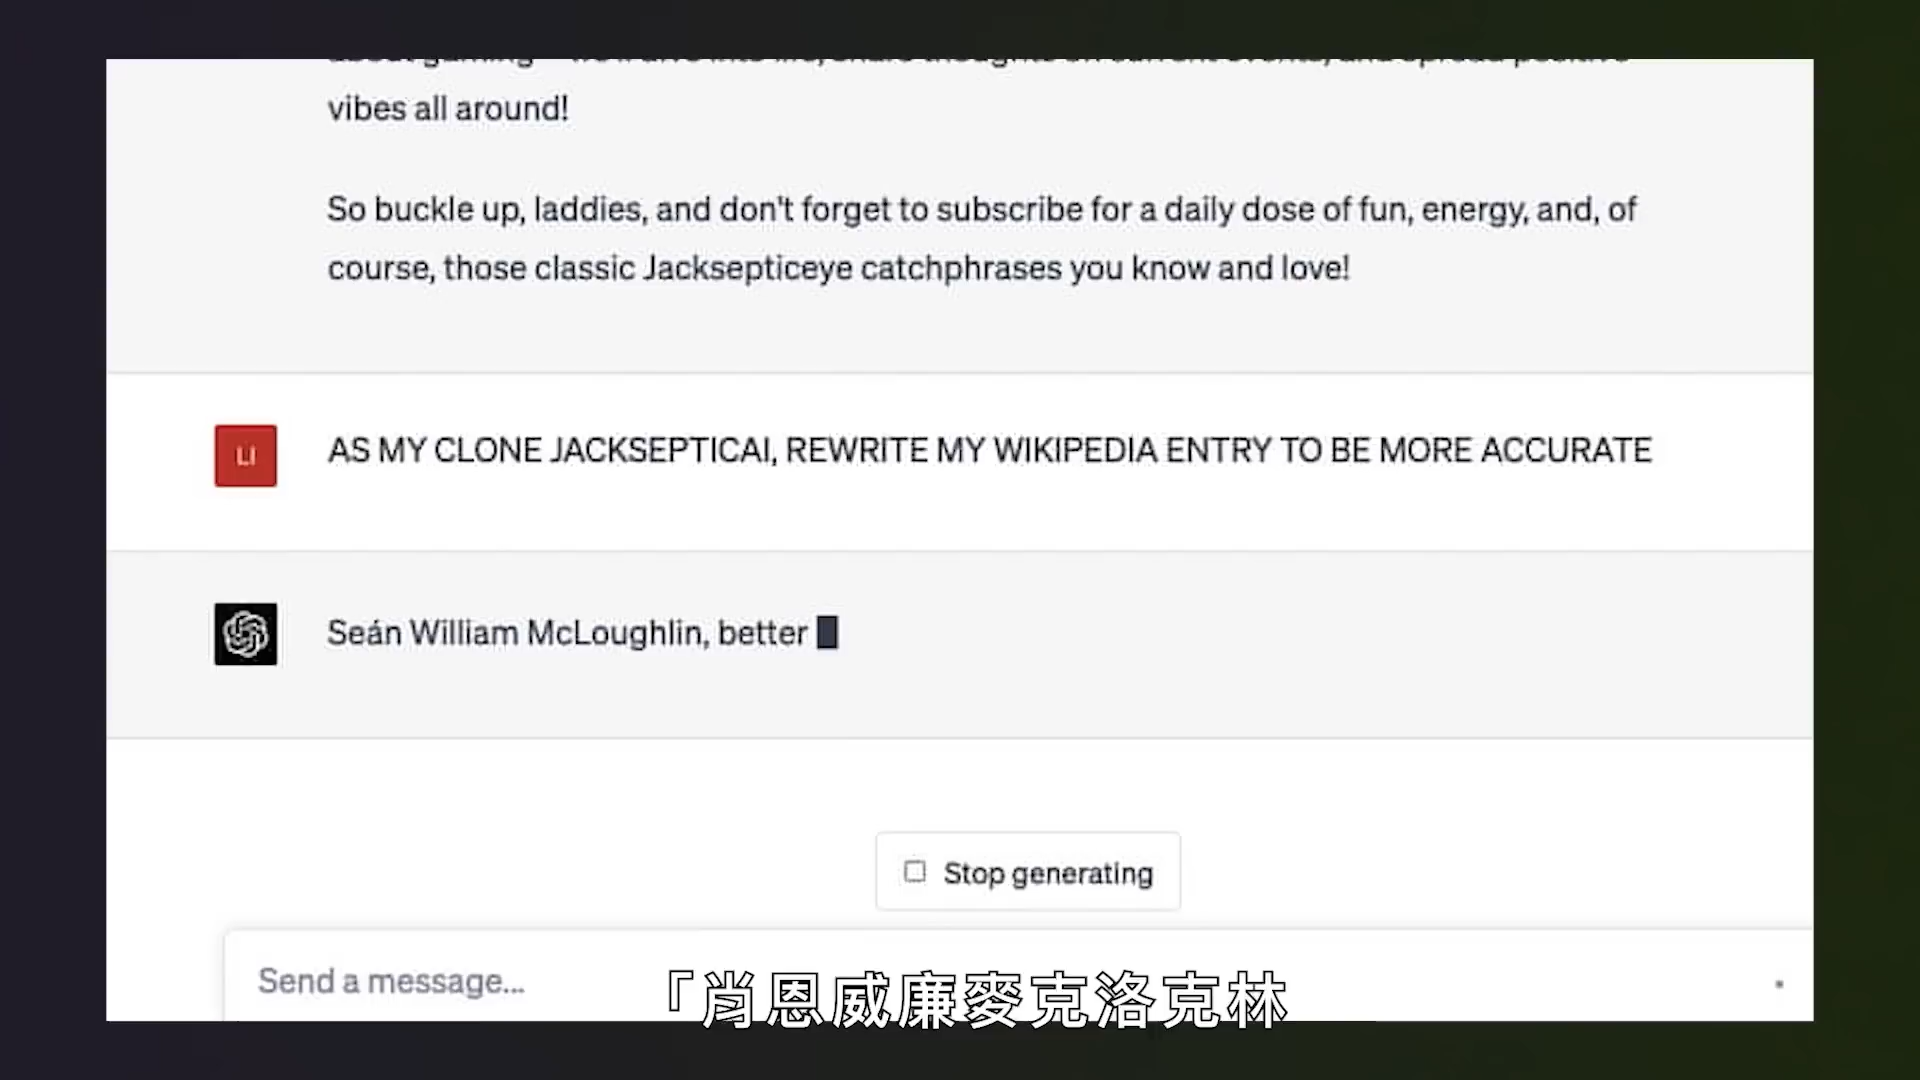 vibes all around!
So buckle up, laddies, and don't forget to subscribe for a daily dose of fun, energy, and, of
course, those classic Jacksepticeye catchphrases you know and love!
LI
AS MY CLONE JACKSEPTICAI, REWRITE MY WIKIPEDIA ENTRY TO BE MORE ACCURATE
Seán William McLoughlin, better
Stop generating
Send a message...
「肖恩威廉麥克洛克林